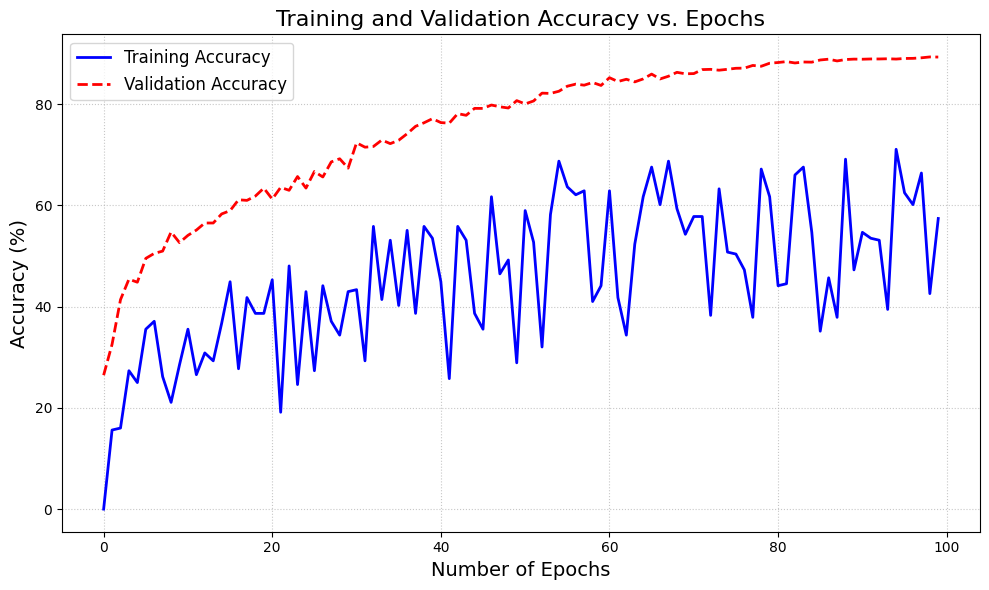 Training and Validation Accuracy vs. Epochs
Training Accuracy
Validation Accuracy
Accuracy (%)
80
60
40
20
0
0 20 40 60 80 100
Number of Epochs